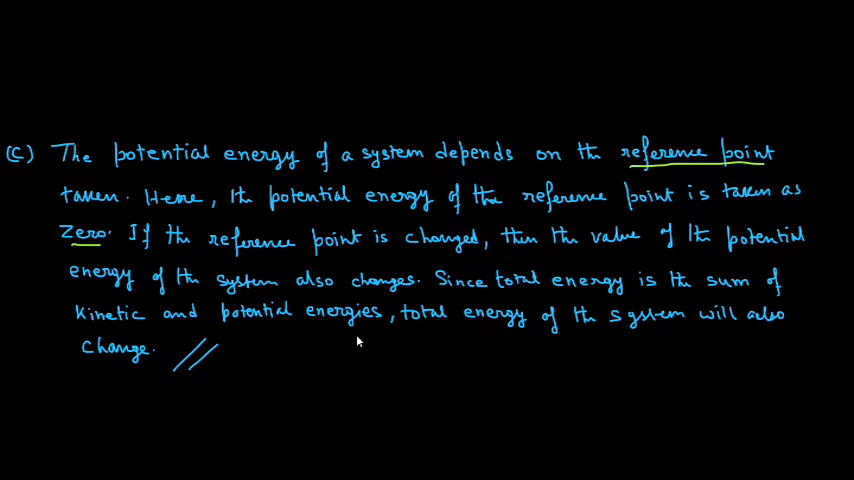 (C) The potential energy of a system depends on the reference point
taken. Here, the potential energy of the reference point is taken as
Zero. If the reference point is changed, then the value of the potential
energy of the system also changes. Since total energy is the sum of
Kinetic and potential energies, total energy of the system will also
Change.